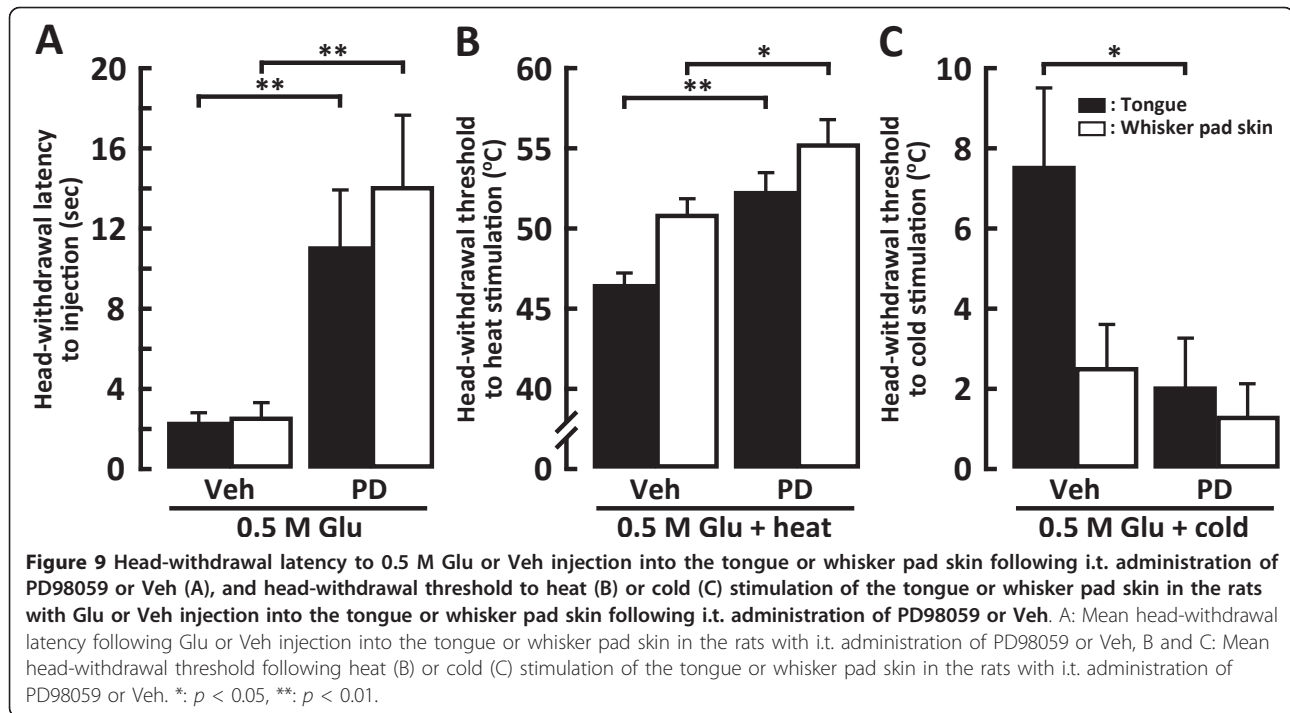 A
B
C
**
**
*
**
*
Head-withdrawal latency
to injection (sec)
20
16
12
8
4
0
Veh
PD
0.5 M Glu
Head-withdrawal threshold
to heat stimulation (°C)
60
55
50
45
40
0
Veh
PD
0.5 M Glu + heat
Head-withdrawal threshold
to cold stimulation (°C)
10
8
6
4
2
0
: Tongue
: Whisker pad skin
Veh
PD
0.5 M Glu + cold
Figure 9 Head-withdrawal latency to 0.5 M Glu or Veh injection into the tongue or whisker pad skin following i.t. administration of
PD98059 or Veh (A), and head-withdrawal threshold to heat (B) or cold (C) stimulation of the tongue or whisker pad skin in the rats
with Glu or Veh injection into the tongue or whisker pad skin following i.t. administration of PD98059 or Veh. A: Mean head-withdrawal
latency following Glu or Veh injection into the tongue or whisker pad skin in the rats with i.t. administration of PD98059 or Veh, B and C: Mean
head-withdrawal threshold following heat (B) or cold (C) stimulation of the tongue or whisker pad skin in the rats with i.t. administration of
PD98059 or Veh. *: p < 0.05, **: p < 0.01.